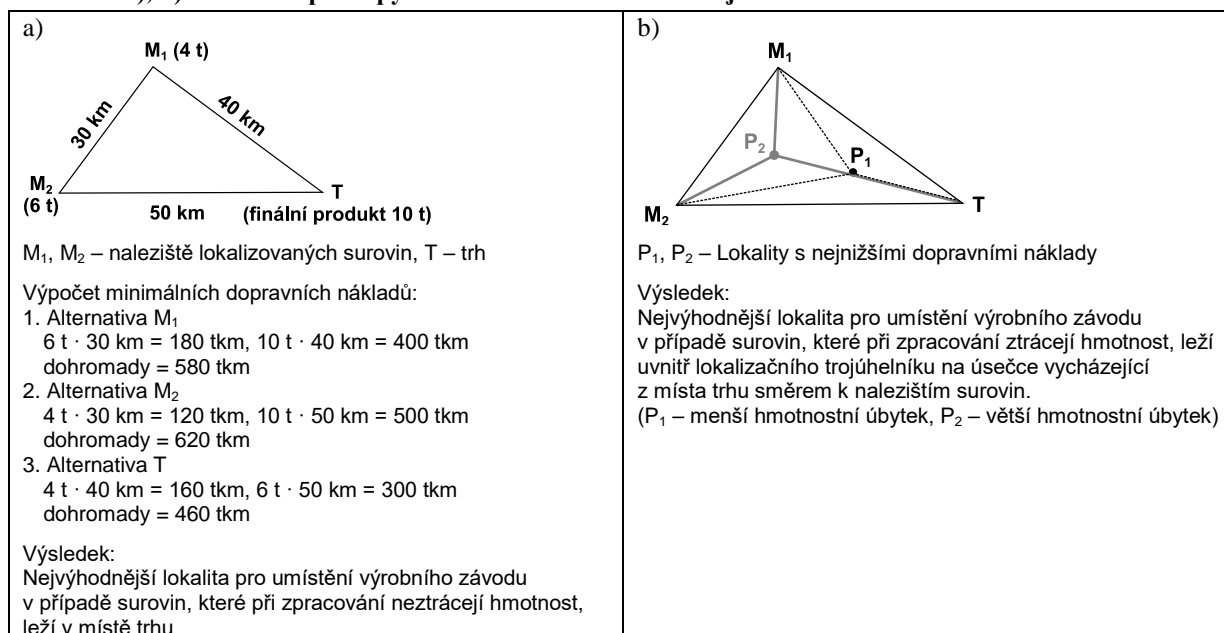 a)
M₁ (4 t)
30 km
40 km
M₂
(6 t)
T
50 km
(finální produkt 10 t)
M₁, M₂ – naleziště lokalizovaných surovin, T – trh
Výpočet minimálních dopravních nákladů:
1. Alternativa M₁
6 t · 30 km = 180 tkm, 10 t · 40 km = 400 tkm
dohromady = 580 tkm
2. Alternativa M₂
4 t · 30 km = 120 tkm, 10 t · 50 km = 500 tkm
dohromady = 620 tkm
3. Alternativa T
4 t · 40 km = 160 tkm, 6 t · 50 km = 300 tkm
dohromady = 460 tkm
Výsledek:
Nejvýhodnější lokalita pro umístění výrobního závodu
v případě surovin, které při zpracování neztrácejí hmotnost,
leží v místě trhu
b)
M₁
P₂
P₁
M₂
T
P₁, P₂ – Lokality s nejnižšími dopravními náklady
Výsledek:
Nejvýhodnější lokalita pro umístění výrobního závodu
v případě surovin, které při zpracování ztrácejí hmotnost, leží
uvnitř lokalizačního trojúhelníku na úsečce vycházející
z místa trhu směrem k nalezištím surovin.
(P₁ – menší hmotnostní úbytek, P₂ – větší hmotnostní úbytek)